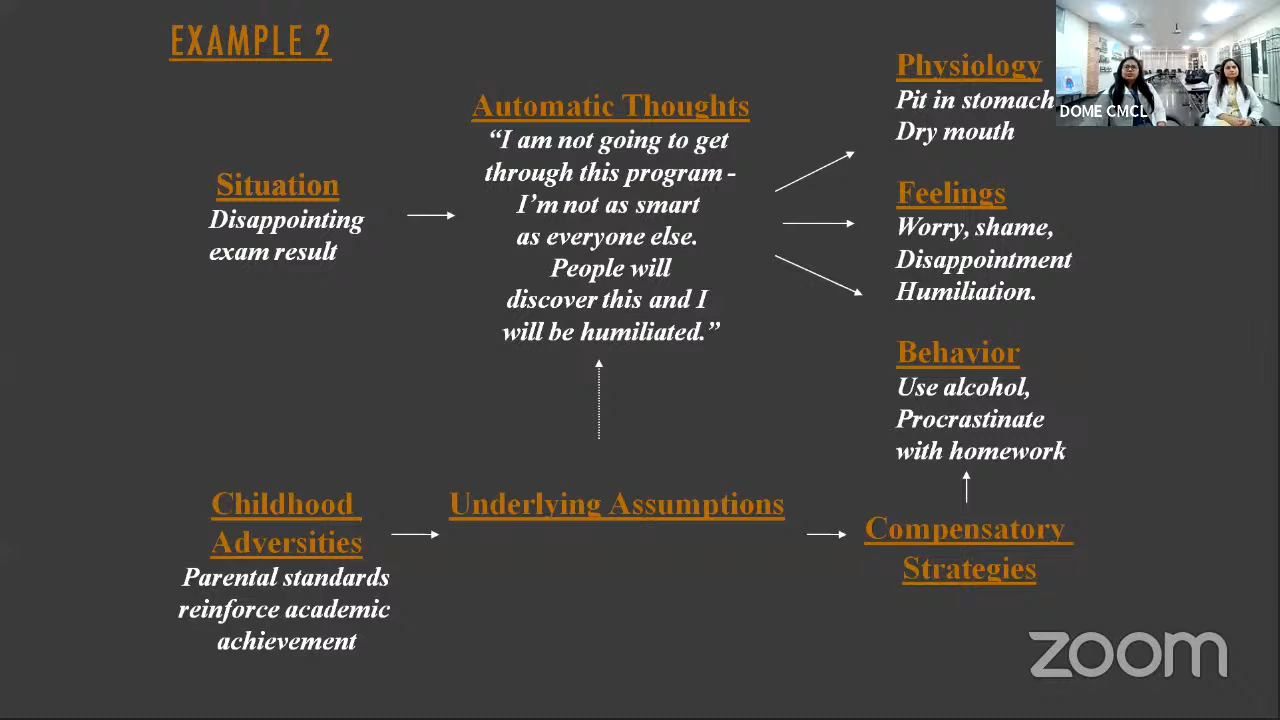 EXAMPLE 2
Situation
Disappointing
exam result
Automatic Thoughts
“I am not going to get
through this program -
I’m not as smart
as everyone else.
People will
discover this and I
will be humiliated.”
Physiology
Pit in stomach
Dry mouth
Feelings
Worry, shame,
Disappointment
Humiliation.
Behavior
Use alcohol,
Procrastinate
with homework
Childhood
Adversities
Parental standards
reinforce academic
achievement
Underlying Assumptions
Compensatory
Strategies
DOME CMCL
zoom